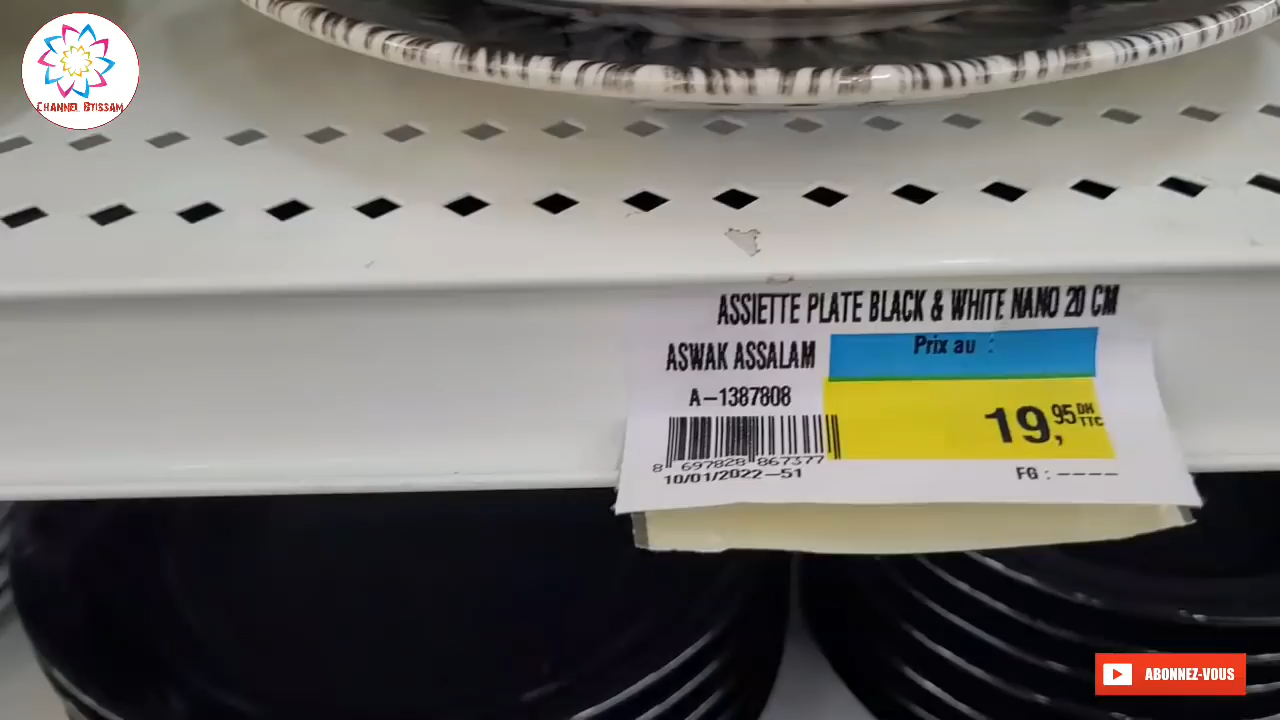 CHANNEL BTISSAM
ASSIETTE PLATE BLACK & WHITE NANO 20 CM
ASWAK ASSALAM
Prix au :
A-1387808
19,95 DH TTC
8 697828 867377
10/01/2022-51
FG : ----
ABONNEZ-VOUS